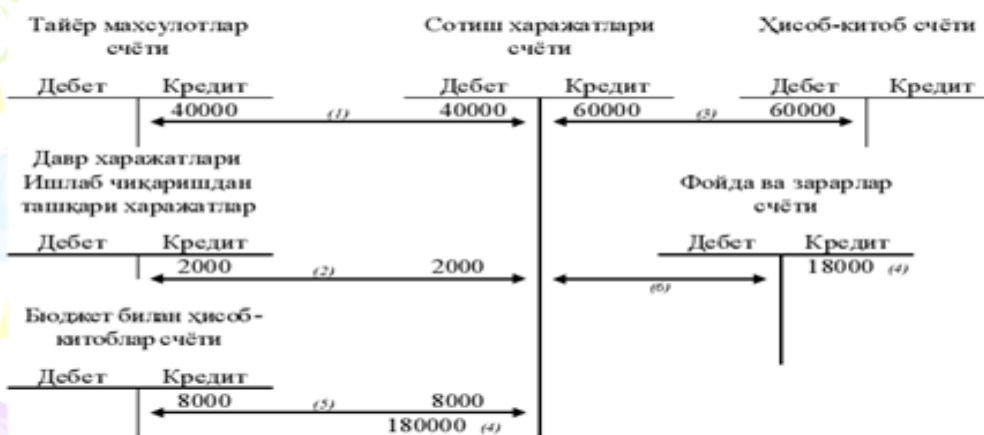 Тайёр махсулотлар
счёти
Сотиш харажатлари
счёти
Ҳисоб-китоб счёти
Дебет Кредит
Дебет Кредит
Дебет Кредит
40000 (1) 40000 60000 (3) 60000
Давр харажатлари
Ишлаб чиқаришдан
ташқари харажатлар
Фойда ва зарарлар
счёти
Дебет Кредит
Дебет Кредит
2000 (2) 2000
18000 (4)
(6)
Бюджет билан ҳисоб-
китоблар счёти
Дебет Кредит
8000 (5) 8000
180000 (4)